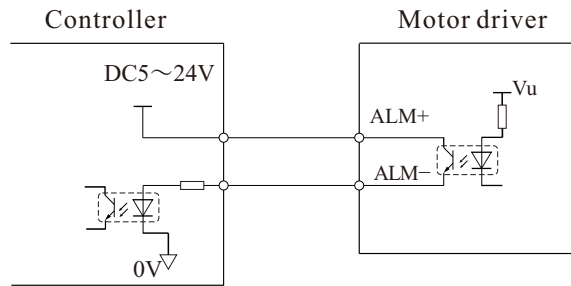 Controller
Motor driver
DC5～24V
Vu
ALM+
ALM−
0V